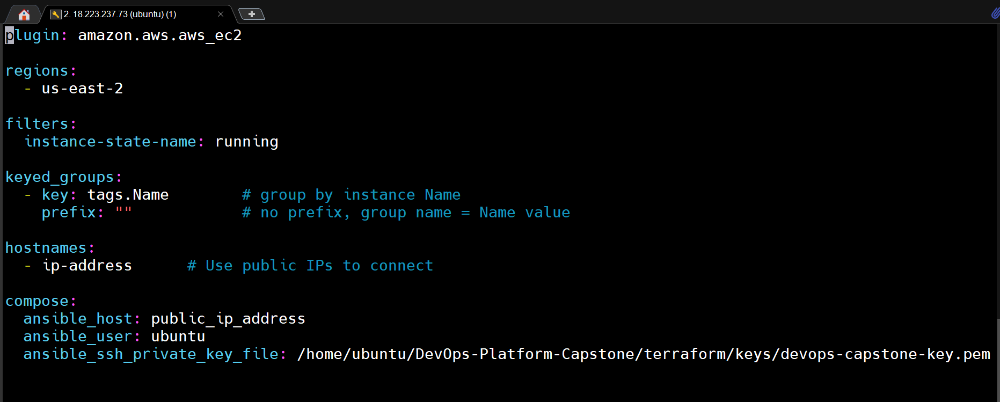 2. 18.223.237.73 (ubuntu) (1)
plugin: amazon.aws.aws_ec2
regions:
  - us-east-2
filters:
  instance-state-name: running
keyed_groups:
  - key: tags.Name        # group by instance Name
    prefix: ""            # no prefix, group name = Name value
hostnames:
  - ip-address      # Use public IPs to connect
compose:
  ansible_host: public_ip_address
  ansible_user: ubuntu
  ansible_ssh_private_key_file: /home/ubuntu/DevOps-Platform-Capstone/terraform/keys/devops-capstone-key.pem